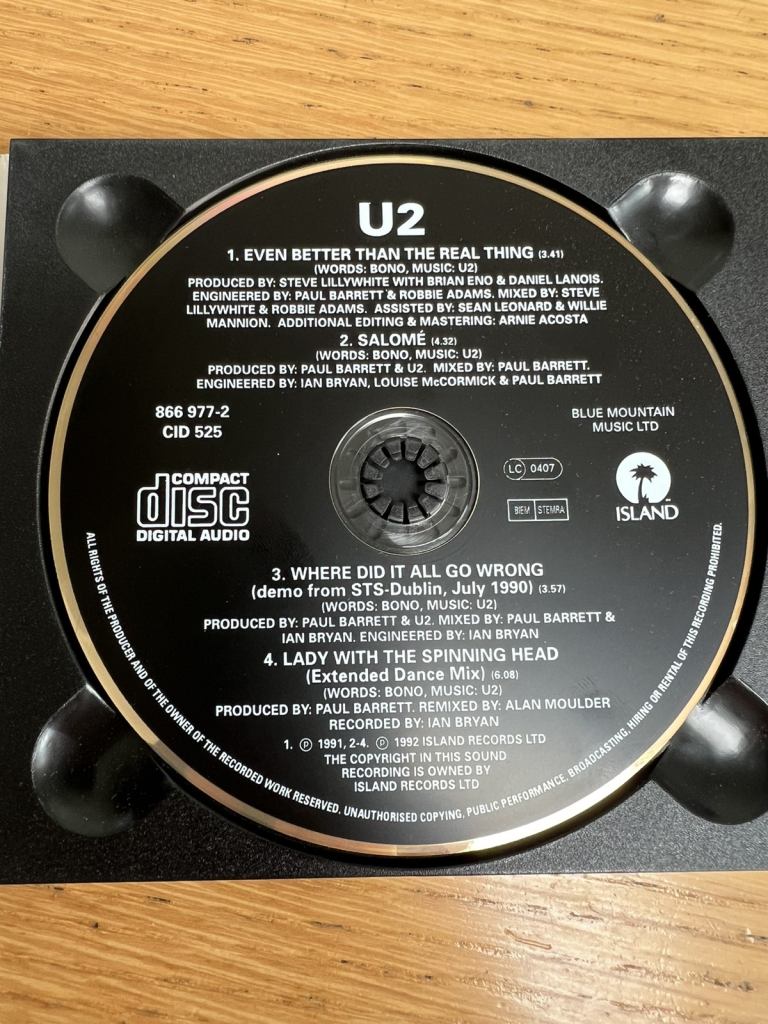 U2
1. EVEN BETTER THAN THE REAL THING (3.41)
(WORDS: BONO, MUSIC: U2)
PRODUCED BY: STEVE LILLYWHITE WITH BRIAN ENO & DANIEL LANOIS.
ENGINEERED BY: PAUL BARRETT & ROBBIE ADAMS. MIXED BY: STEVE
LILLYWHITE & ROBBIE ADAMS. ASSISTED BY: SEAN LEONARD & WILLIE
MANNION. ADDITIONAL EDITING & MASTERING: ARNIE ACOSTA
2. SALOMÉ (4.32)
(WORDS: BONO, MUSIC: U2)
PRODUCED BY: PAUL BARRETT & U2. MIXED BY: PAUL BARRETT.
ENGINEERED BY: IAN BRYAN, LOUISE McCORMICK & PAUL BARRETT
866 977-2
CID 525
BLUE MOUNTAIN
MUSIC LTD
COMPACT
disc
DIGITAL AUDIO
LC 0407
BIEM STEMRA
ISLAND
™
3. WHERE DID IT ALL GO WRONG
(demo from STS-Dublin, July 1990) (3.57)
(WORDS: BONO, MUSIC: U2)
PRODUCED BY: PAUL BARRETT & U2. MIXED BY: PAUL BARRETT &
IAN BRYAN. ENGINEERED BY: IAN BRYAN
4. LADY WITH THE SPINNING HEAD
(Extended Dance Mix) (6.08)
(WORDS: BONO, MUSIC: U2)
PRODUCED BY: PAUL BARRETT. REMIXED BY: ALAN MOULDER
RECORDED BY: IAN BRYAN
1. ℗ 1991, 2-4. ℗ 1992 ISLAND RECORDS LTD
THE COPYRIGHT IN THIS SOUND
RECORDING IS OWNED BY
ISLAND RECORDS LTD
ALL RIGHTS OF THE PRODUCER AND OF THE OWNER OF THE RECORDED WORK RESERVED. UNAUTHORISED COPYING, PUBLIC PERFORMANCE, BROADCASTING, HIRING OR RENTAL OF THIS RECORDING PROHIBITED.